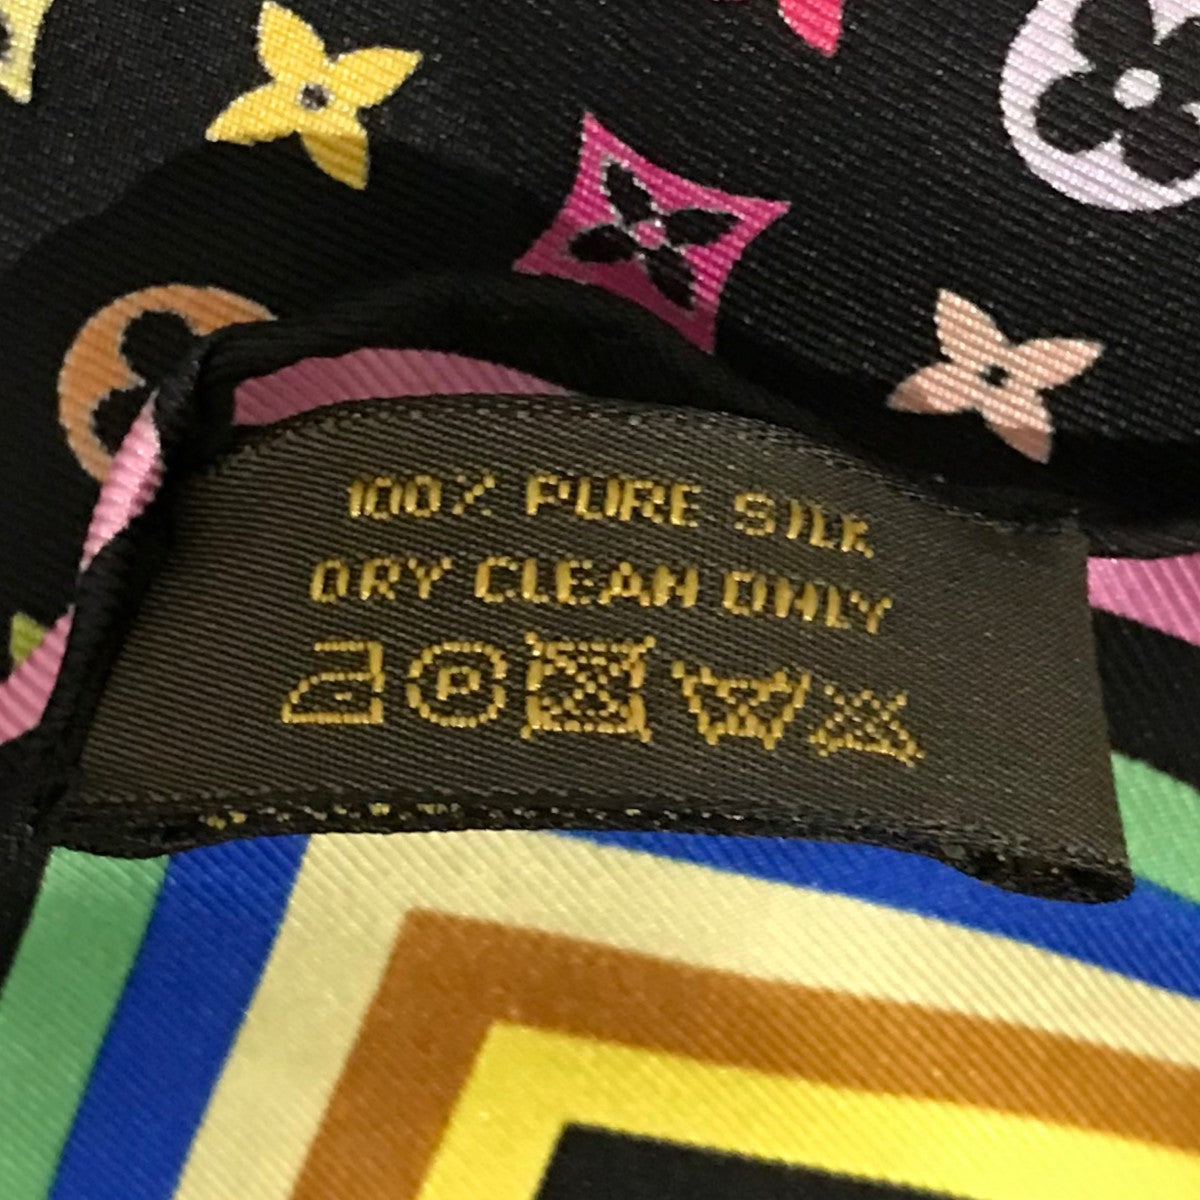 100% PURE SILK
DRY CLEAN ONLY
P